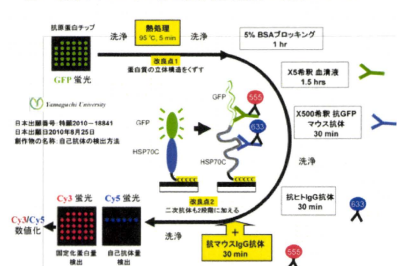 抗原蛋白チップ
GFP 蛍光
洗浄
熱処理
95 ℃, 5 min
洗浄
改良点1
蛋白質の立体構造をくずす
5% BSAブロッキング
1 hr
X5希釈 血清液
1.5 hrs
X500希釈 抗GFP
マウス抗体
30 min
洗浄
Yamaguchi University
日本出願番号: 特願2010-18841
日本出願日2010年8月25日
創作物の名称: 自己抗体の検出方法
GFP
HSP70C
GFP
HSP70C
555
633
抗ヒトIgG抗体
30 min
633
改良点2
二次抗体も2段階に加える
洗浄
+
抗マウスIgG抗体
30 min
555
Cy3 蛍光
Cy5 蛍光
Cy3/Cy5
数値化
固定化蛋白量
検出
自己抗体量
検出